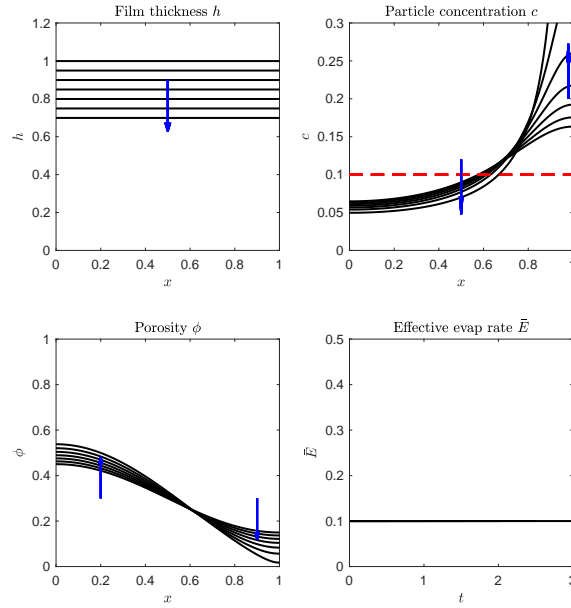 Film thickness h
1.2
1
0.8
0.6
0.4
0.2
0
h
0 0.2 0.4 0.6 0.8 1
x
Particle concentration c
0.3
0.25
0.2
0.15
0.1
0.05
0
c
0 0.2 0.4 0.6 0.8 1
x
Porosity ϕ
1
0.8
0.6
0.4
0.2
0
ϕ
0 0.2 0.4 0.6 0.8 1
x
Effective evap rate Ē
0.5
0.4
0.3
0.2
0.1
0
Ē
0 1 2 3
t